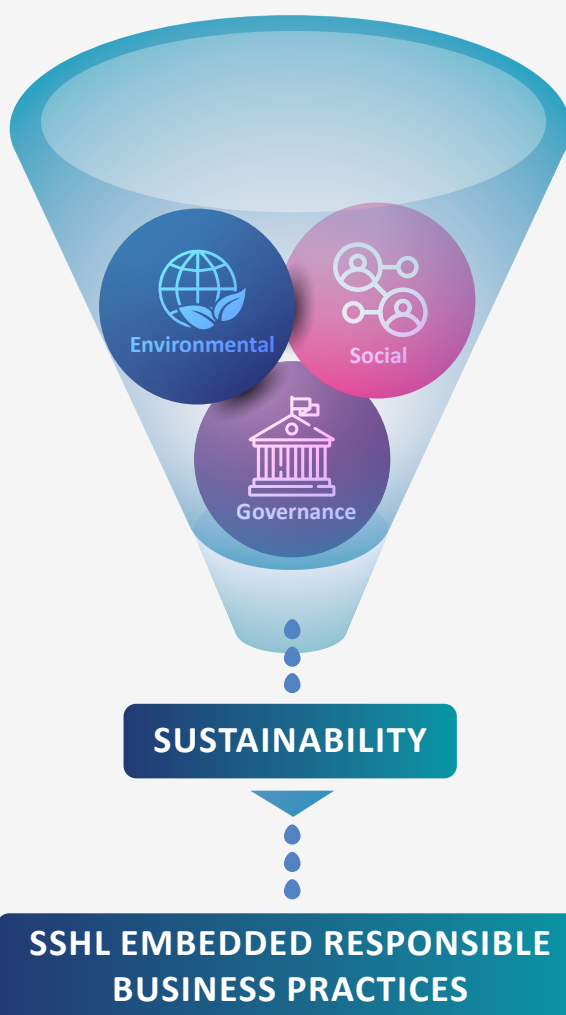 Environmental
Social
Governance
SUSTAINABILITY
SSHL EMBEDDED RESPONSIBLE
BUSINESS PRACTICES